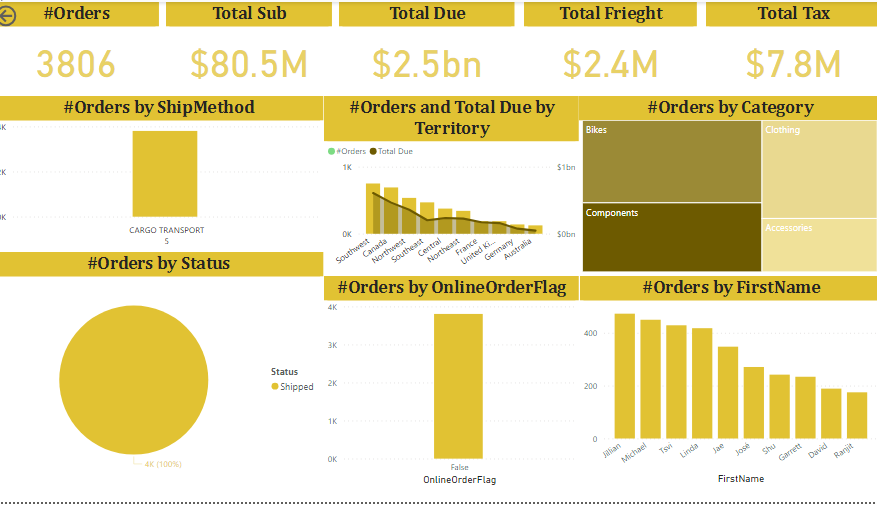 #Orders
Total Sub
Total Due
Total Frieght
Total Tax
3806
$80.5M
$2.5bn
$2.4M
$7.8M
#Orders by ShipMethod
#Orders and Total Due by
Territory
#Orders by Category
K
2K
0K
CARGO TRANSPORT
5
#Orders
Total Due
1K
0K
$1bn
$0bn
Southwest
Canada
Northwest
Southeast
Central
Northeast
France
United Ki...
Germany
Australia
Bikes
Clothing
Components
Accessories
#Orders by Status
Status
Shipped
4K (100%)
#Orders by OnlineOrderFlag
4K
3K
2K
1K
0K
False
OnlineOrderFlag
#Orders by FirstName
400
200
0
Jillian
Michael
Tsvi
Linda
Jae
José
Shu
Garrett
David
Ranjit
FirstName